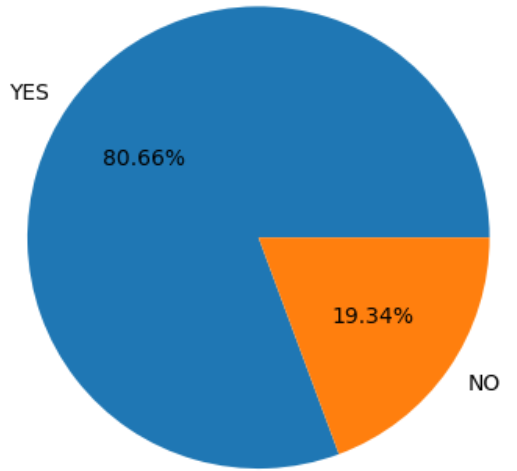 YES
80.66%
19.34%
NO